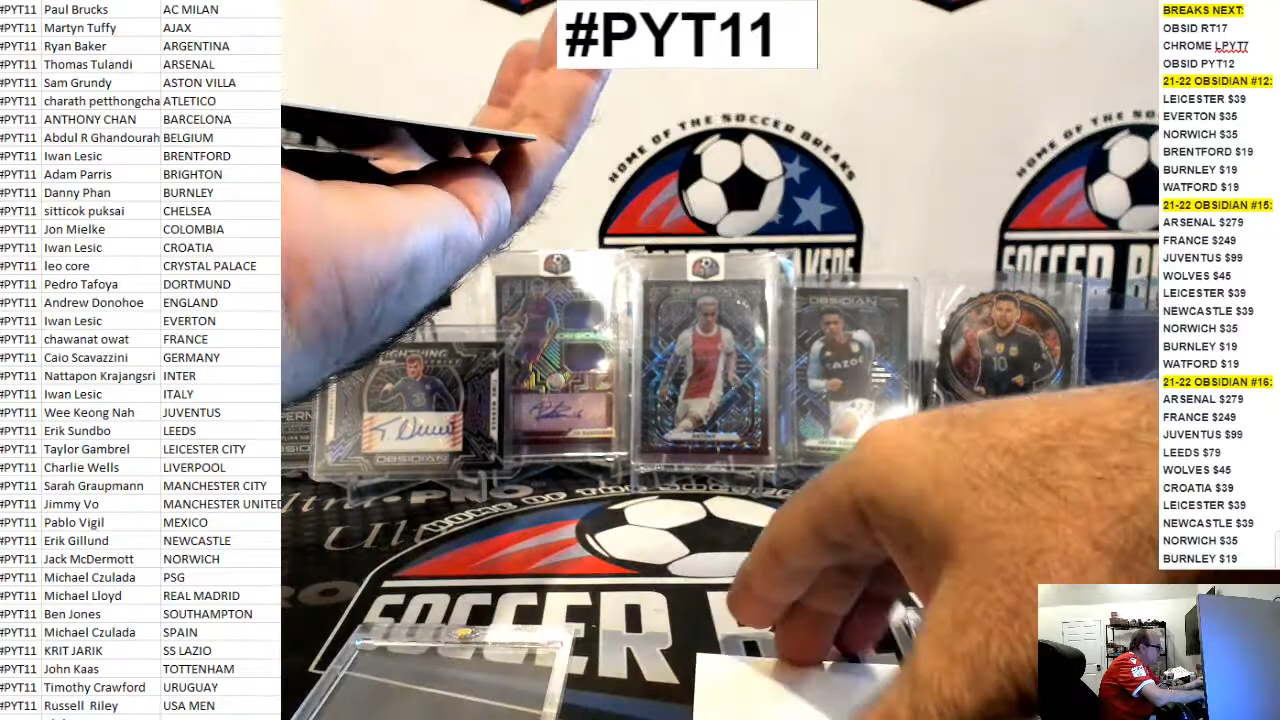 #PYT11 Paul Brucks AC MILAN
#PYT11 Martyn Tuffy AJAX
#PYT11 Ryan Baker ARGENTINA
#PYT11 Thomas Tulandi ARSENAL
#PYT11 Sam Grundy ASTON VILLA
#PYT11 charath petthongcha ATLETICO
#PYT11 ANTHONY CHAN BARCELONA
#PYT11 Abdul R Ghandourah BELGIUM
#PYT11 Iwan Lesic BRENTFORD
#PYT11 Adam Parris BRIGHTON
#PYT11 Danny Phan BURNLEY
#PYT11 sitticok puksai CHELSEA
#PYT11 Jon Mielke COLOMBIA
#PYT11 Iwan Lesic CROATIA
#PYT11 leo core CRYSTAL PALACE
#PYT11 Pedro Tafoya DORTMUND
#PYT11 Andrew Donohoe ENGLAND
#PYT11 Iwan Lesic EVERTON
#PYT11 chawanat owat FRANCE
#PYT11 Caio Scavazzini GERMANY
#PYT11 Nattapon Krajangsri INTER
#PYT11 Iwan Lesic ITALY
#PYT11 Wee Keong Nah JUVENTUS
#PYT11 Erik Sundbo LEEDS
#PYT11 Taylor Gambrel LEICESTER CITY
#PYT11 Charlie Wells LIVERPOOL
#PYT11 Sarah Graupmann MANCHESTER CITY
#PYT11 Jimmy Vo MANCHESTER UNITED
#PYT11 Pablo Vigil MEXICO
#PYT11 Erik Gillund NEWCASTLE
#PYT11 Jack McDermott NORWICH
#PYT11 Michael Czulada PSG
#PYT11 Michael Lloyd REAL MADRID
#PYT11 Ben Jones SOUTHAMPTON
#PYT11 Michael Czulada SPAIN
#PYT11 KRIT JARIK SS LAZIO
#PYT11 John Kaas TOTTENHAM
#PYT11 Timothy Crawford URUGUAY
#PYT11 Russell Riley USA MEN
#PYT11
HOME OF THE SOCCER BREAKS
HOME OF THE
OBSIDIAN
OBSIDIAN
10
Ultra PRO
Ul
SOCCER
BREAKS NEXT:
OBSID RT17
CHROME LPYT7
OBSID PYT12
21-22 OBSIDIAN #12:
LEICESTER $39
EVERTON $35
NORWICH $35
BRENTFORD $19
BURNLEY $19
WATFORD $19
21-22 OBSIDIAN #15:
ARSENAL $279
FRANCE $249
JUVENTUS $99
WOLVES $45
LEICESTER $39
NEWCASTLE $39
NORWICH $35
BURNLEY $19
WATFORD $19
21-22 OBSIDIAN #16:
ARSENAL $279
FRANCE $249
JUVENTUS $99
LEEDS $79
WOLVES $45
CROATIA $39
LEICESTER $39
NEWCASTLE $39
NORWICH $35
BURNLEY $19